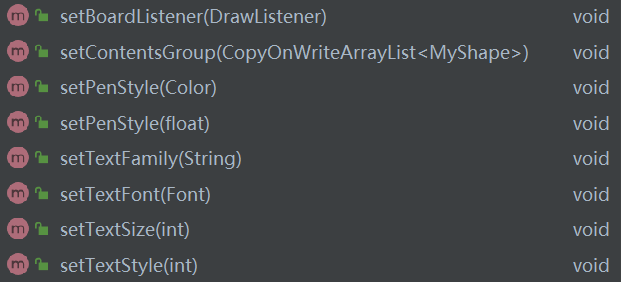 m setBoardListener(DrawListener) void
m setContentsGroup(CopyOnWriteArrayList<MyShape>) void
m setPenStyle(Color) void
m setPenStyle(float) void
m setTextFamily(String) void
m setTextFont(Font) void
m setTextSize(int) void
m setTextStyle(int) void